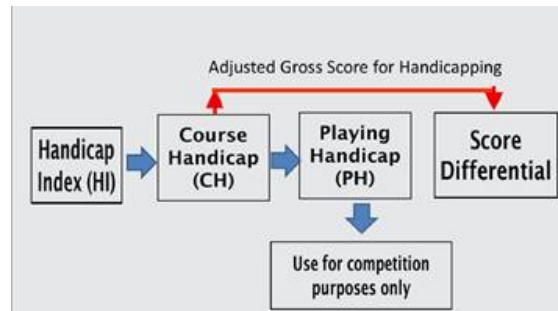 Adjusted Gross Score for Handicapping
Handicap
Index (HI)
Course
Handicap
(CH)
Playing
Handicap
(PH)
Score
Differential
Use for competition
purposes only